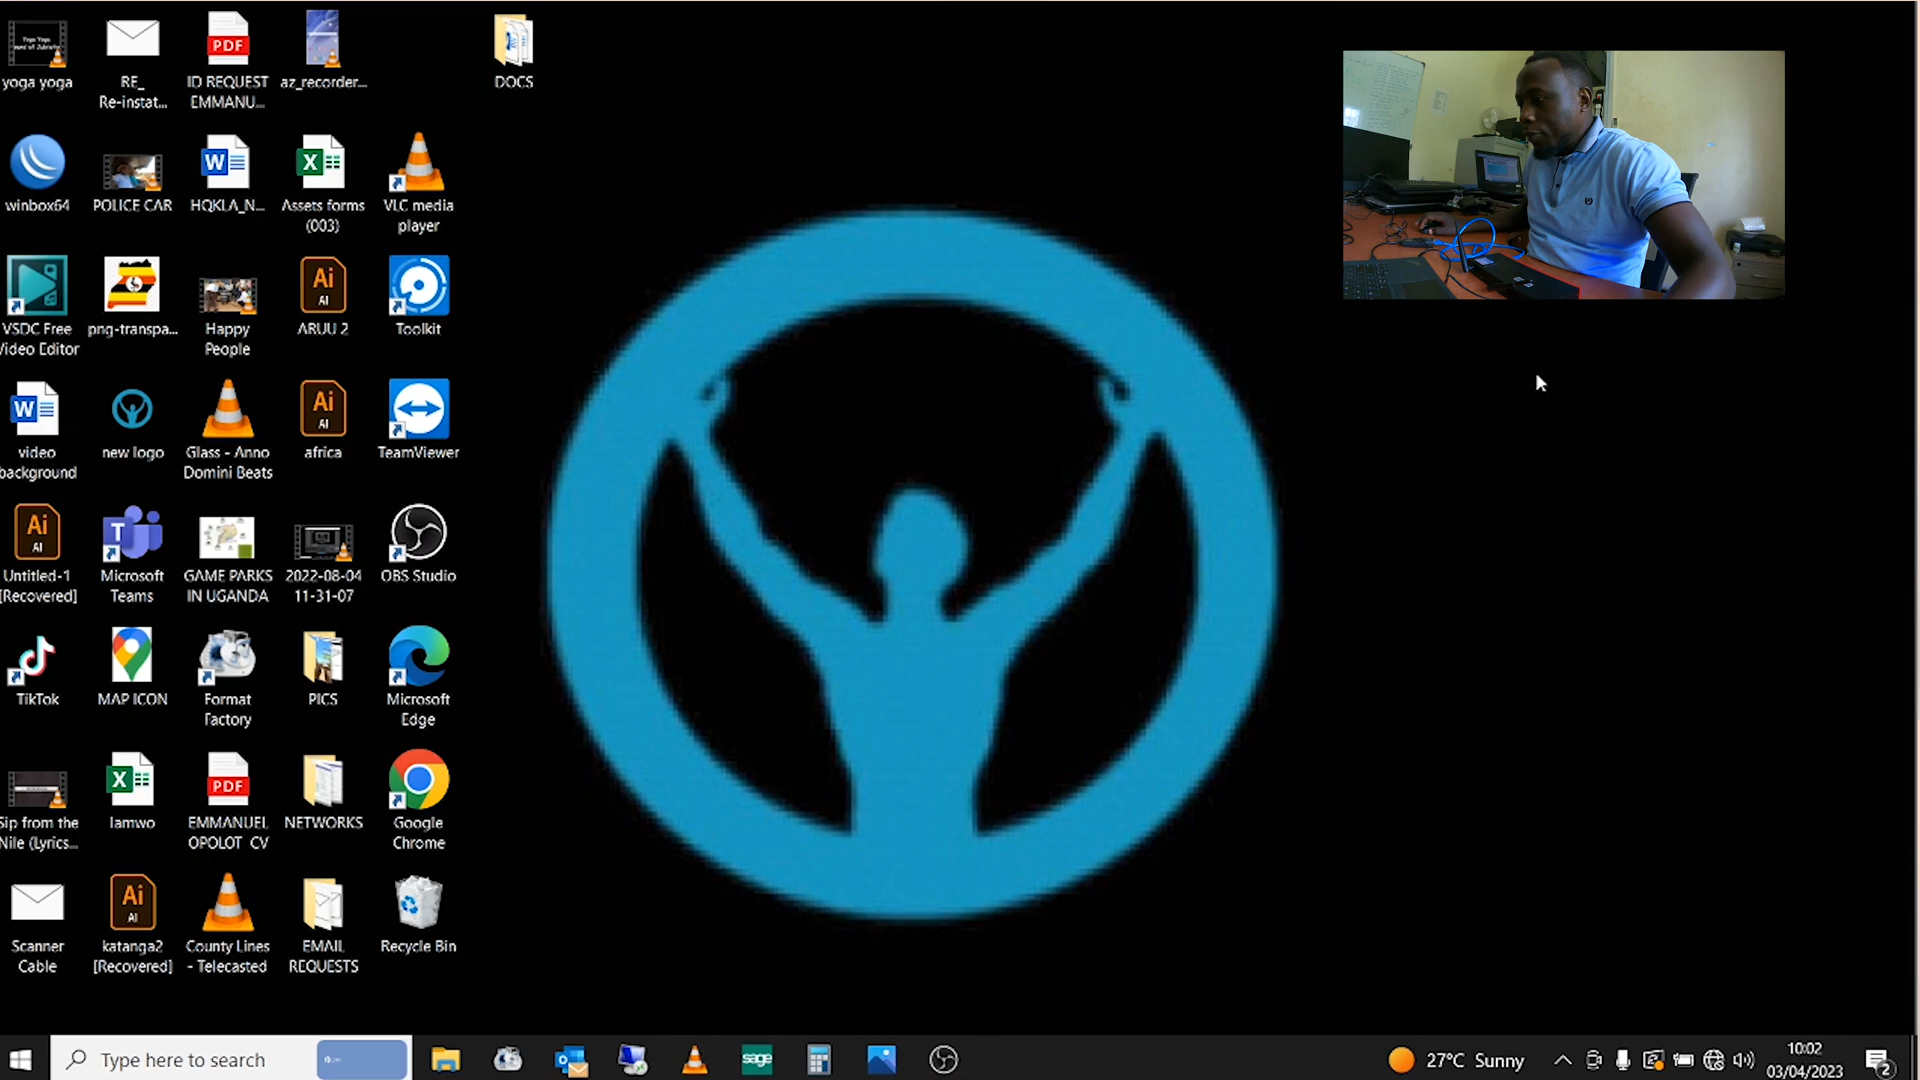 yoga yoga
RE_
Re-instat...
ID REQUEST
EMMANU...
az_recorder...
DOCS
winbox64
POLICE CAR
HQKLA_N...
Assets forms
(003)
VLC media
player
VSDC Free
Video Editor
png-transpa...
Happy
People
ARUU 2
Toolkit
video
background
new logo
Glass - Anno
Domini Beats
africa
TeamViewer
Untitled-1
[Recovered]
Microsoft
Teams
GAME PARKS
IN UGANDA
2022-08-04
11-31-07
OBS Studio
TikTok
MAP ICON
Format
Factory
PICS
Microsoft
Edge
Sip from the
Nile (Lyrics...
lamwo
EMMANUEL
OPOLOT CV
NETWORKS
Google
Chrome
Scanner
Cable
katanga2
[Recovered]
County Lines
- Telecasted
EMAIL
REQUESTS
Recycle Bin
Type here to search
sage
27°C Sunny
10:02
03/04/2023
2